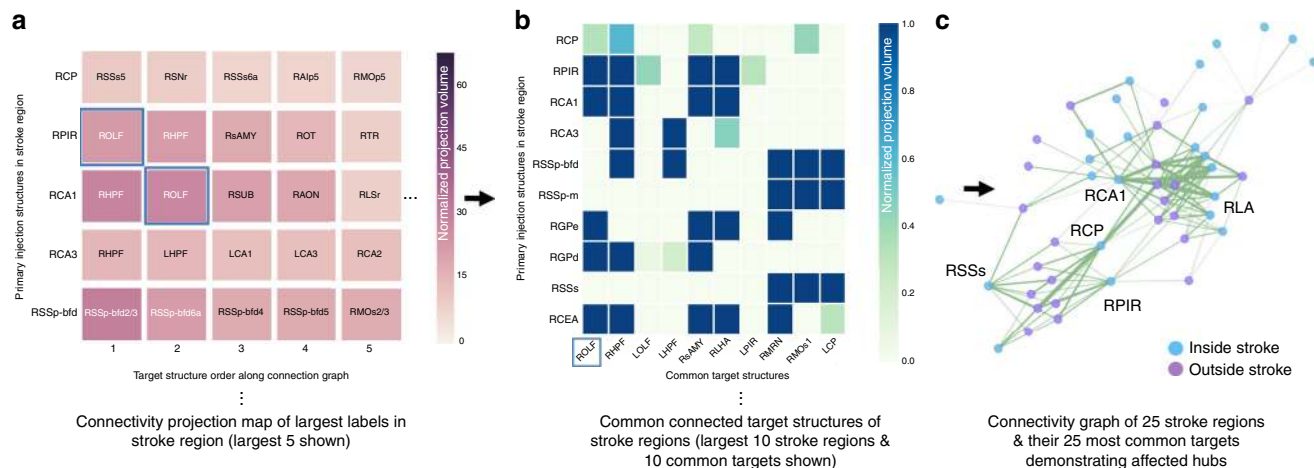 a
Primary injection structures in stroke region
RCP
RSSs5 RSNr RSSs6a RAIp5 RMOp5
RPIR
ROLF RHPF RsAMY ROT RTR
RCA1
RHPF ROLF RSUB RAON RLSr
...
RCA3
RHPF LHPF LCA1 LCA3 RCA2
RSSp-bfd
RSSp-bfd2/3 RSSp-bfd6a RSSp-bfd4 RSSp-bfd5 RMOs2/3
1 2 3 4 5
Target structure order along connection graph
Normalized projection volume
60
45
30
15
0
⋮
Connectivity projection map of largest labels in
stroke region (largest 5 shown)
b
Primary injection structures in stroke region
RCP
RPIR
RCA1
RCA3
RSSp-bfd
RSSp-m
RGPe
RGPd
RSSs
RCEA
ROLF RHPF LOLF LHPF RsAMY RLHA LPIR RMRN RMOs1 LCP
Common target structures
Normalized projection volume
1.0
0.8
0.6
0.4
0.2
0.0
⋮
Common connected target structures of
stroke regions (largest 10 stroke regions &
10 common targets shown)
c
RCA1
RLA
RCP
RSSs
RPIR
Inside stroke
Outside stroke
Connectivity graph of 25 stroke regions
& their 25 most common targets
demonstrating affected hubs